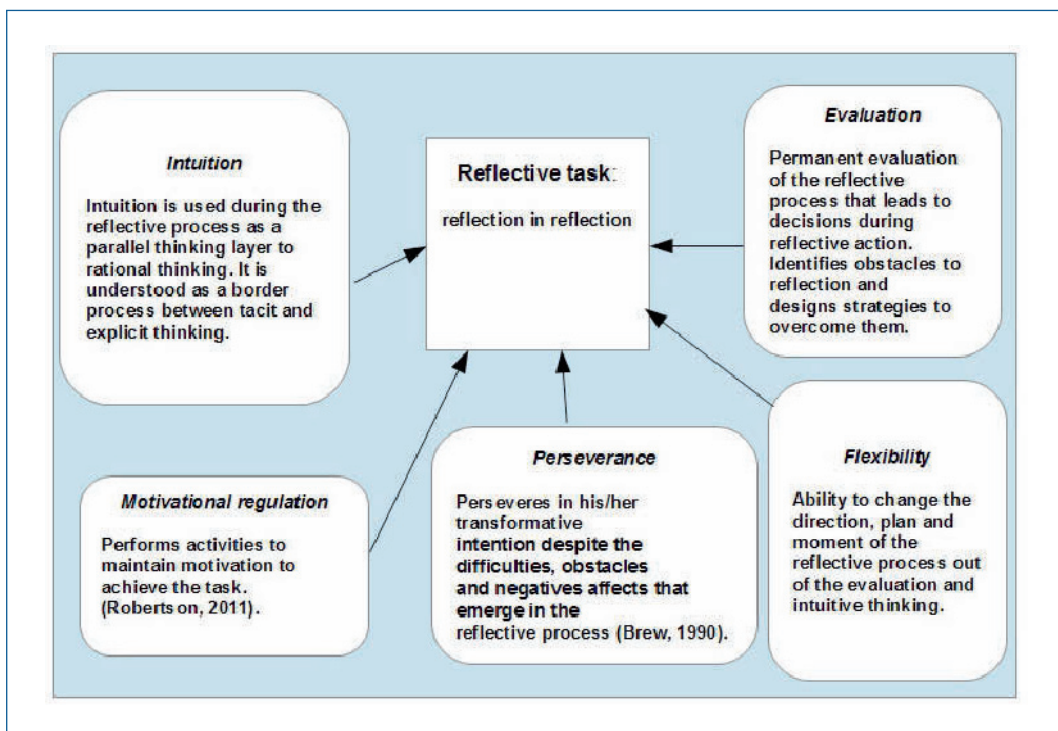 Intuition
Intuition is used during the
reflective process as a
parallel thinking layer to
rational thinking. It is
understood as a border
process between tacit and
explicit thinking.
Reflective task:
reflection in reflection
Evaluation
Permanent evaluation
of the reflective
process that leads to
decisions during
reflective action.
Identifies obstacles to
reflection and
designs strategies to
overcome them.
Motivational regulation
Performs activities to
maintain motivation to
achieve the task.
(Robertson, 2011).
Perseverance
Perseveres in his/her
transformative
intention despite the
difficulties, obstacles
and negatives affects that
emerge in the
reflective process (Brew, 1990).
Flexibility
Ability to change the
direction, plan and
moment of the
reflective process out
of the evaluation and
intuitive thinking.